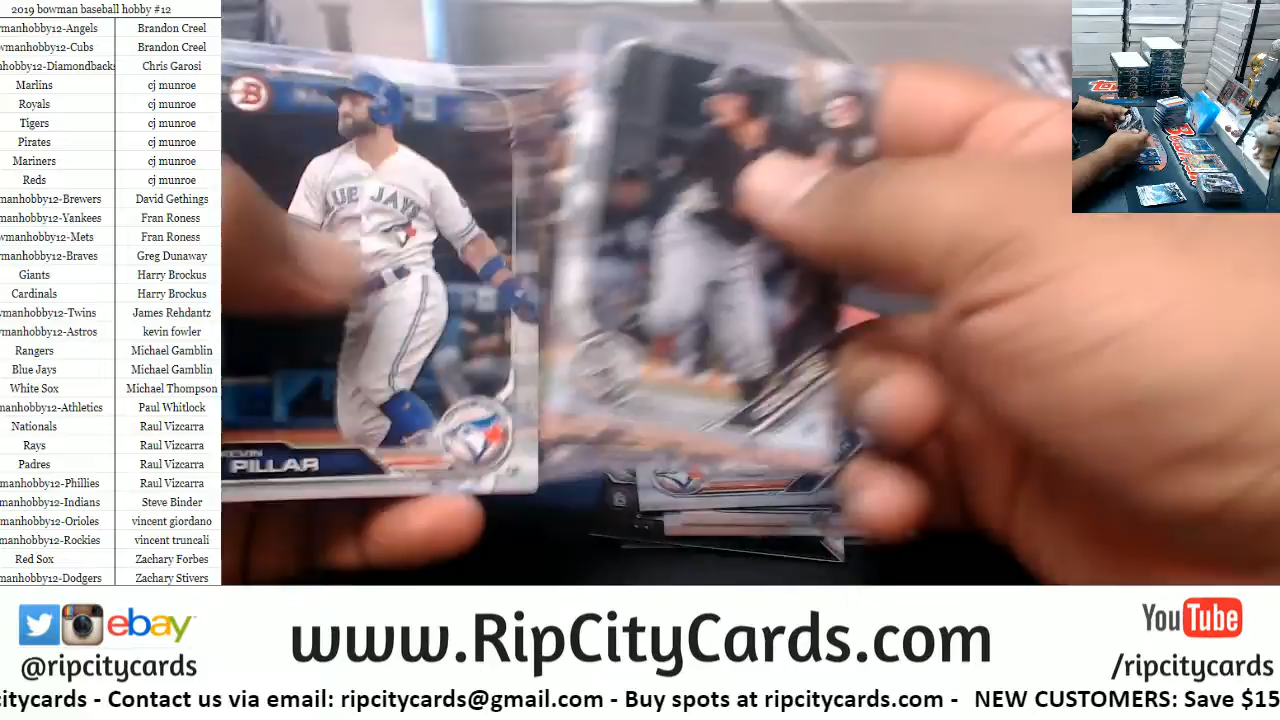 2019 bowman baseball hobby #12
manhobby12-Angels Brandon Creel
wmanhobby12-Cubs Brandon Creel
hobby12-Diamondbacks Chris Garosi
Marlins cj munroe
Royals cj munroe
Tigers cj munroe
Pirates cj munroe
Mariners cj munroe
Reds cj munroe
manhobby12-Brewers David Gethings
manhobby12-Yankees Fran Roness
wmanhobby12-Mets Fran Roness
manhobby12-Braves Greg Dunaway
Giants Harry Brockus
Cardinals Harry Brockus
wmanhobby12-Twins James Rehdantz
wmanhobby12-Astros kevin fowler
Rangers Michael Gamblin
Blue Jays Michael Gamblin
White Sox Michael Thompson
manhobby12-Athletics Paul Whitlock
Nationals Raul Vizcarra
Rays Raul Vizcarra
Padres Raul Vizcarra
manhobby12-Phillies Raul Vizcarra
manhobby12-Indians Steve Binder
manhobby12-Orioles vincent giordano
manhobby12-Rockies vincent truncali
Red Sox Zachary Forbes
manhobby12-Dodgers Zachary Stivers
B
BLUE JAYS
KEVIN
PILLAR
ebay
@ripcitycards
www.RipCityCards.com
YouTube
/ripcitycards
citycards - Contact us via email: ripcitycards@gmail.com - Buy spots at ripcitycards.com - NEW CUSTOMERS: Save $15